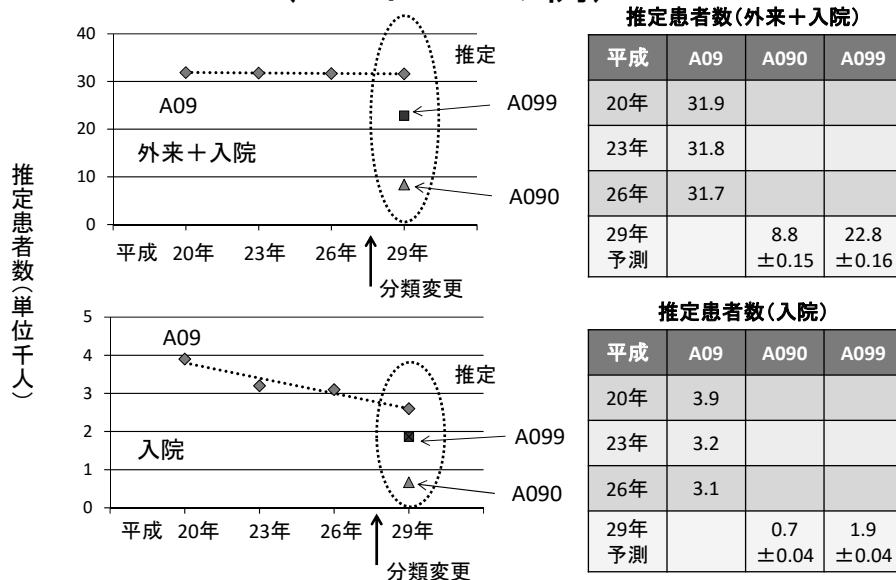 推定患者数(外来+入院)
40
30
20
10
0
推定
A09
A099
外来+入院
A090
平成 20年 23年 26年 29年
分類変更
平成 A09 A090 A099
20年 31.9
23年 31.8
26年 31.7
29年予測 8.8±0.15 22.8±0.16
推定患者数(単位千人)
推定患者数(入院)
5
4
3
2
1
0
A09
推定
A099
入院
A090
平成 20年 23年 26年 29年
分類変更
平成 A09 A090 A099
20年 3.9
23年 3.2
26年 3.1
29年予測 0.7±0.04 1.9±0.04